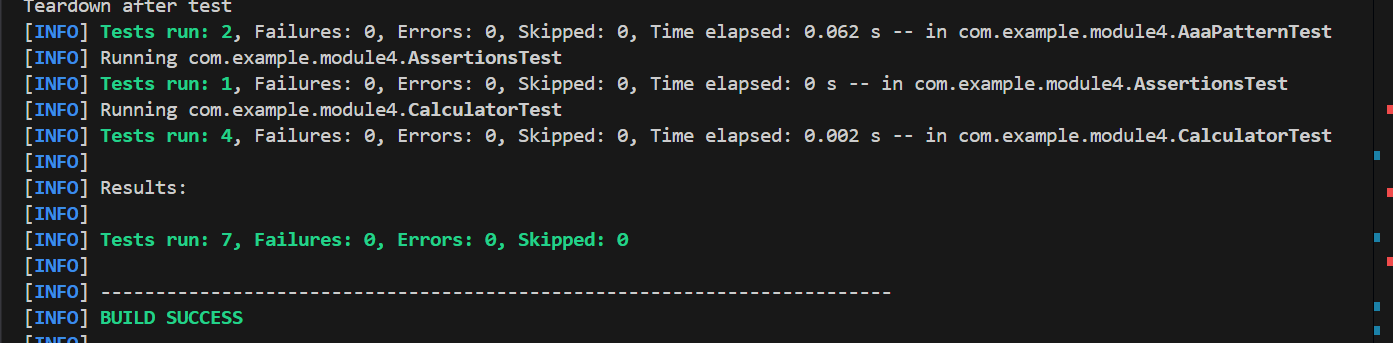 Teardown after test
[INFO] Tests run: 2, Failures: 0, Errors: 0, Skipped: 0, Time elapsed: 0.062 s -- in com.example.module4.AaaPatternTest
[INFO] Running com.example.module4.AssertionsTest
[INFO] Tests run: 1, Failures: 0, Errors: 0, Skipped: 0, Time elapsed: 0 s -- in com.example.module4.AssertionsTest
[INFO] Running com.example.module4.CalculatorTest
[INFO] Tests run: 4, Failures: 0, Errors: 0, Skipped: 0, Time elapsed: 0.002 s -- in com.example.module4.CalculatorTest
[INFO]
[INFO] Results:
[INFO]
[INFO] Tests run: 7, Failures: 0, Errors: 0, Skipped: 0
[INFO]
[INFO] ------------------------------------------------------------------------
[INFO] BUILD SUCCESS
[INFO]